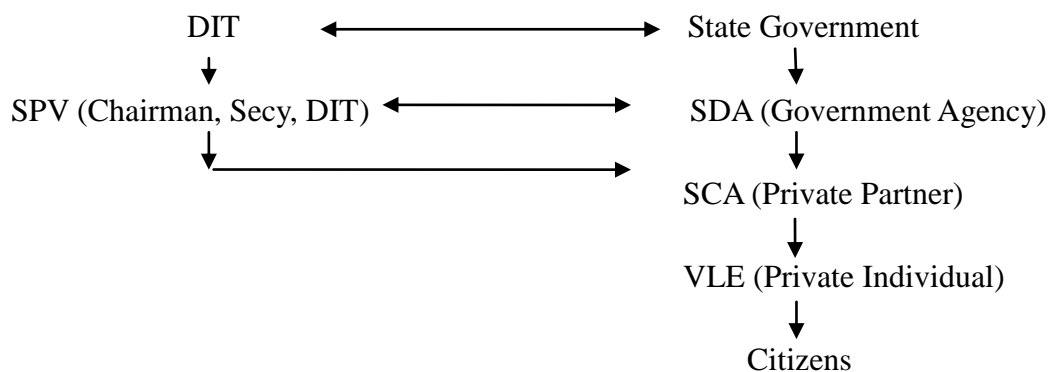 DIT State Government
SPV (Chairman, Secy, DIT) SDA (Government Agency)
SCA (Private Partner)
VLE (Private Individual)
Citizens